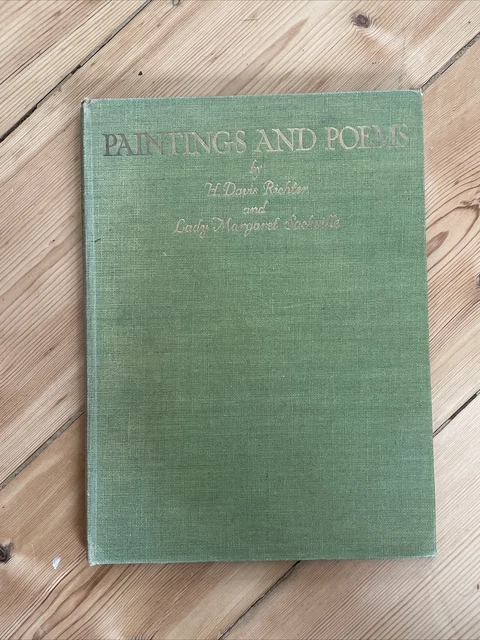 PAINTINGS AND POEMS
by
H. Davis Richter
and
Lady Margaret Sackville